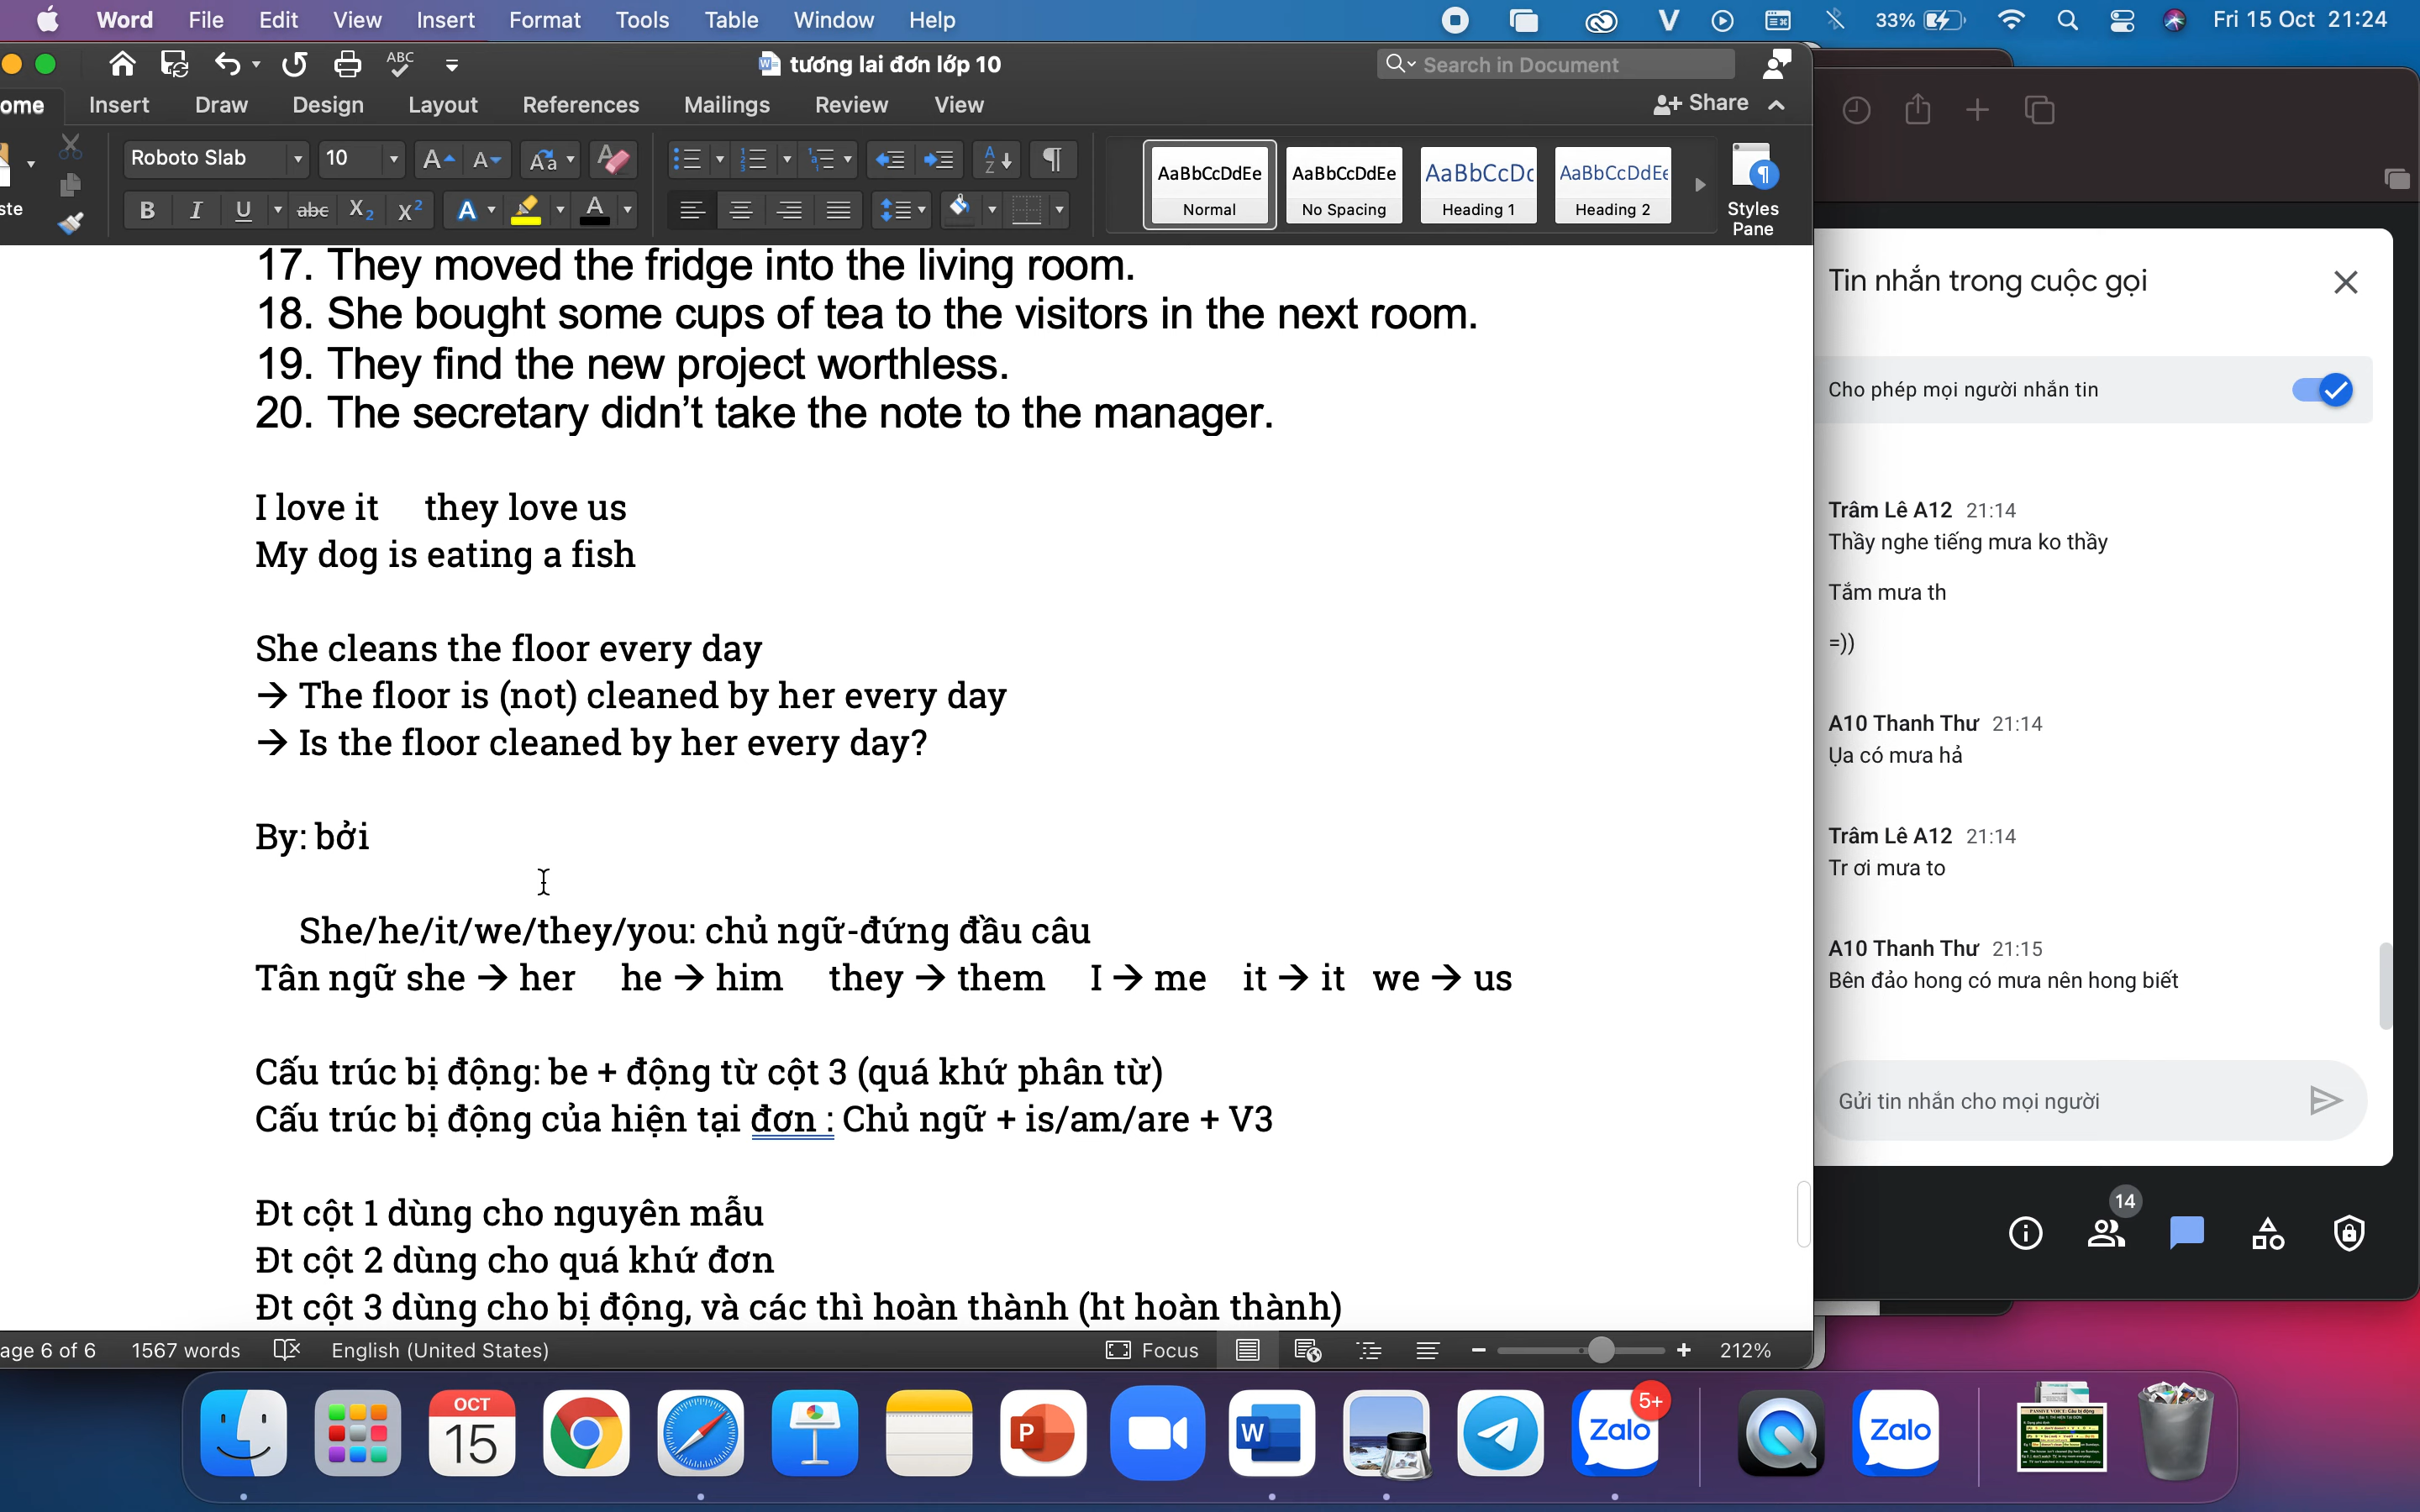 Word File Edit View Insert Format Tools Table Window Help V 33% Fri 15 Oct 21:24
ABC tương lai đơn lớp 10 Search in Document
ome Insert Draw Design Layout References Mailings Review View Share
ste Roboto Slab 10 AaBbCcDdEe Normal AaBbCcDdEe No Spacing AaBbCcDc Heading 1 AaBbCcDdEe Heading 2 Styles Pane
17. They moved the fridge into the living room.
18. She bought some cups of tea to the visitors in the next room.
19. They find the new project worthless.
20. The secretary didn't take the note to the manager.
I love it they love us
My dog is eating a fish
She cleans the floor every day
→ The floor is (not) cleaned by her every day
→ Is the floor cleaned by her every day?
By: bởi
She/he/it/we/they/you: chủ ngữ-đứng đầu câu
Tân ngữ she → her he → him they → them I → me it → it we → us
Cấu trúc bị động: be + động từ cột 3 (quá khứ phân từ)
Cấu trúc bị động của hiện tại đơn : Chủ ngữ + is/am/are + V3
Đt cột 1 dùng cho nguyên mẫu
Đt cột 2 dùng cho quá khứ đơn
Đt cột 3 dùng cho bị động, và các thì hoàn thành (ht hoàn thành)
age 6 of 6 1567 words English (United States) Focus 212%
Tin nhắn trong cuộc gọi
Cho phép mọi người nhắn tin
Trâm Lê A12 21:14
Thầy nghe tiếng mưa ko thầy
Tắm mưa th
=))
A10 Thanh Thư 21:14
Ụa có mưa hả
Trâm Lê A12 21:14
Tr ơi mưa to
A10 Thanh Thư 21:15
Bên đảo hong có mưa nên hong biết
Gửi tin nhắn cho mọi người
14
OCT
15
P
W
Zalo
5+
Zalo